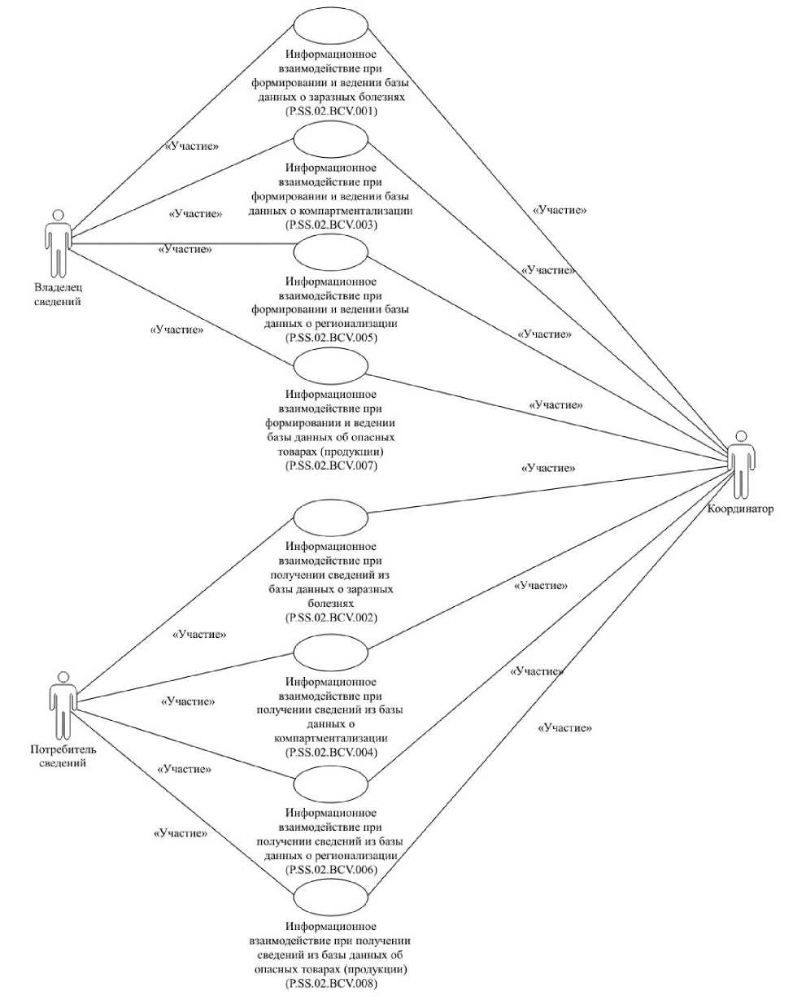 Информационное
взаимодействие при
формировании и ведении базы
данных о заразных болезнях
(P.SS.02.BCV.001)
«Участие»
Информационное
взаимодействие при
формировании и ведении базы
данных о компартментализации
(P.SS.02.BCV.003)
«Участие»
«Участие»
«Участие»
Владелец
сведений
«Участие»
Информационное
взаимодействие при
формировании и ведении базы
данных о регионализации
(P.SS.02.BCV.005)
«Участие»
«Участие»
Информационное
взаимодействие при
формировании и ведении
базы данных об опасных
товарах (продукции)
(P.SS.02.BCV.007)
«Участие»
«Участие»
Координатор
Информационное
взаимодействие при
получении сведений из
базы данных о заразных
болезнях
(P.SS.02.BCV.002)
«Участие»
«Участие»
Информационное
взаимодействие при
получении сведений из базы
данных о
компартментализации
(P.SS.02.BCV.004)
«Участие»
«Участие»
Потребитель
сведений
«Участие»
«Участие»
Информационное
взаимодействие при
получении сведений из базы
данных о регионализации
(P.SS.02.BCV.006)
«Участие»
Информационное
взаимодействие при получении
сведений из базы данных об
опасных товарах (продукции)
(P.SS.02.BCV.008)